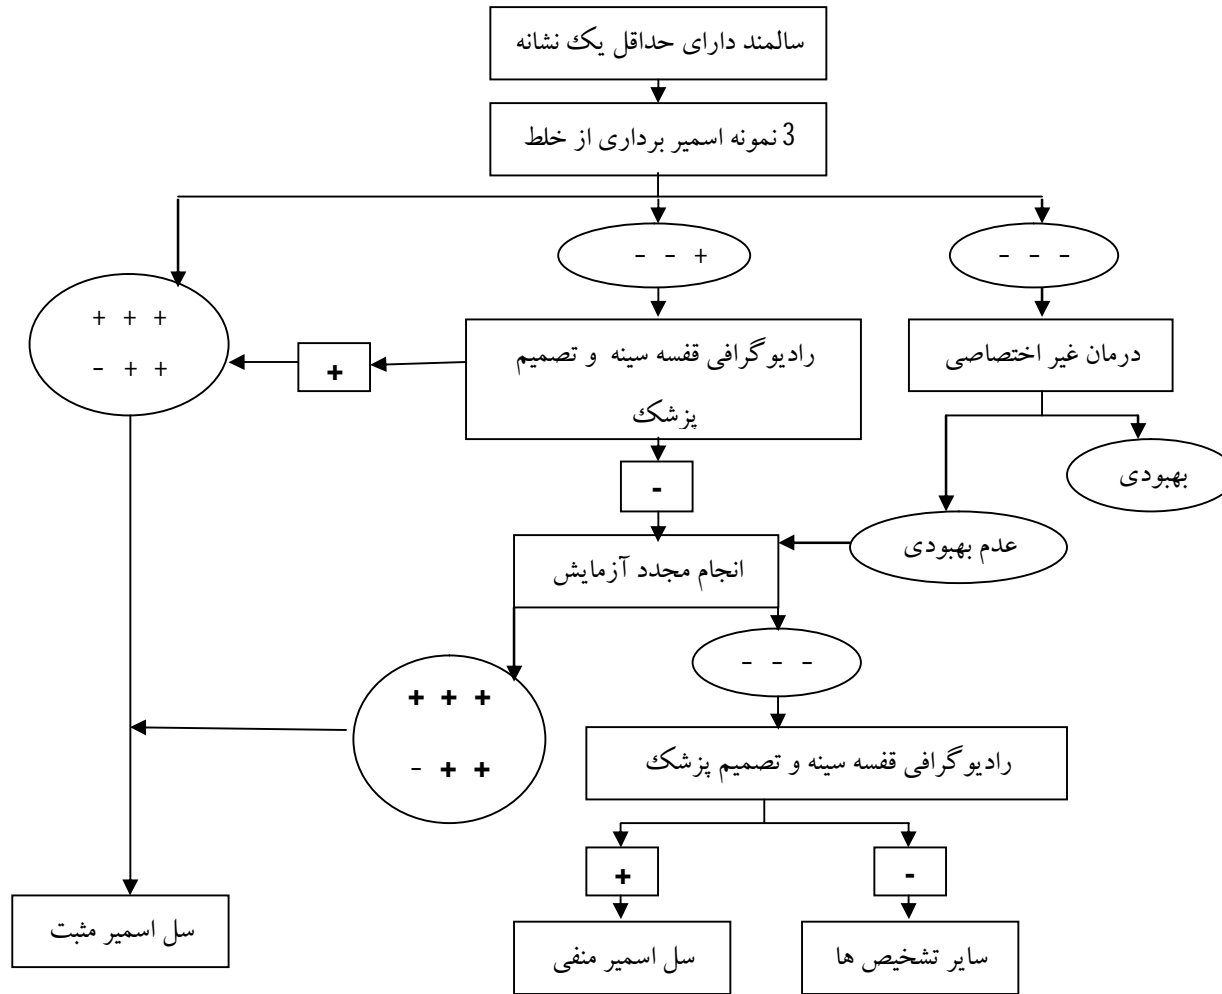 سالمند دارای حداقل یک نشانه
3 نمونه اسمیر برداری از خلط
- - +
- - -
+ + +
- + +
رادیوگرافی قفسه سینه و تصمیم
پزشک
+
درمان غیر اختصاصی
بهبودی
-
عدم بهبودی
انجام مجدد آزمایش
- - -
+ + +
- + +
رادیوگرافی قفسه سینه و تصمیم پزشک
+
-
سل اسمیر مثبت
سل اسمیر منفی
سایر تشخیص ها